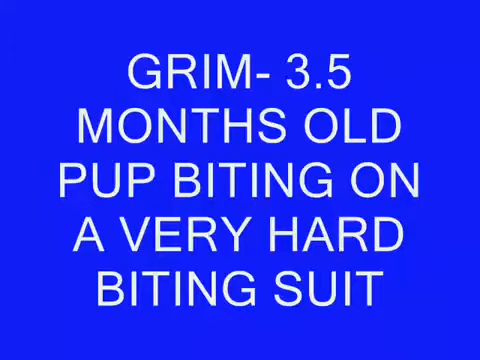 GRIM- 3.5
MONTHS OLD
PUP BITING ON
A VERY HARD
BITING SUIT